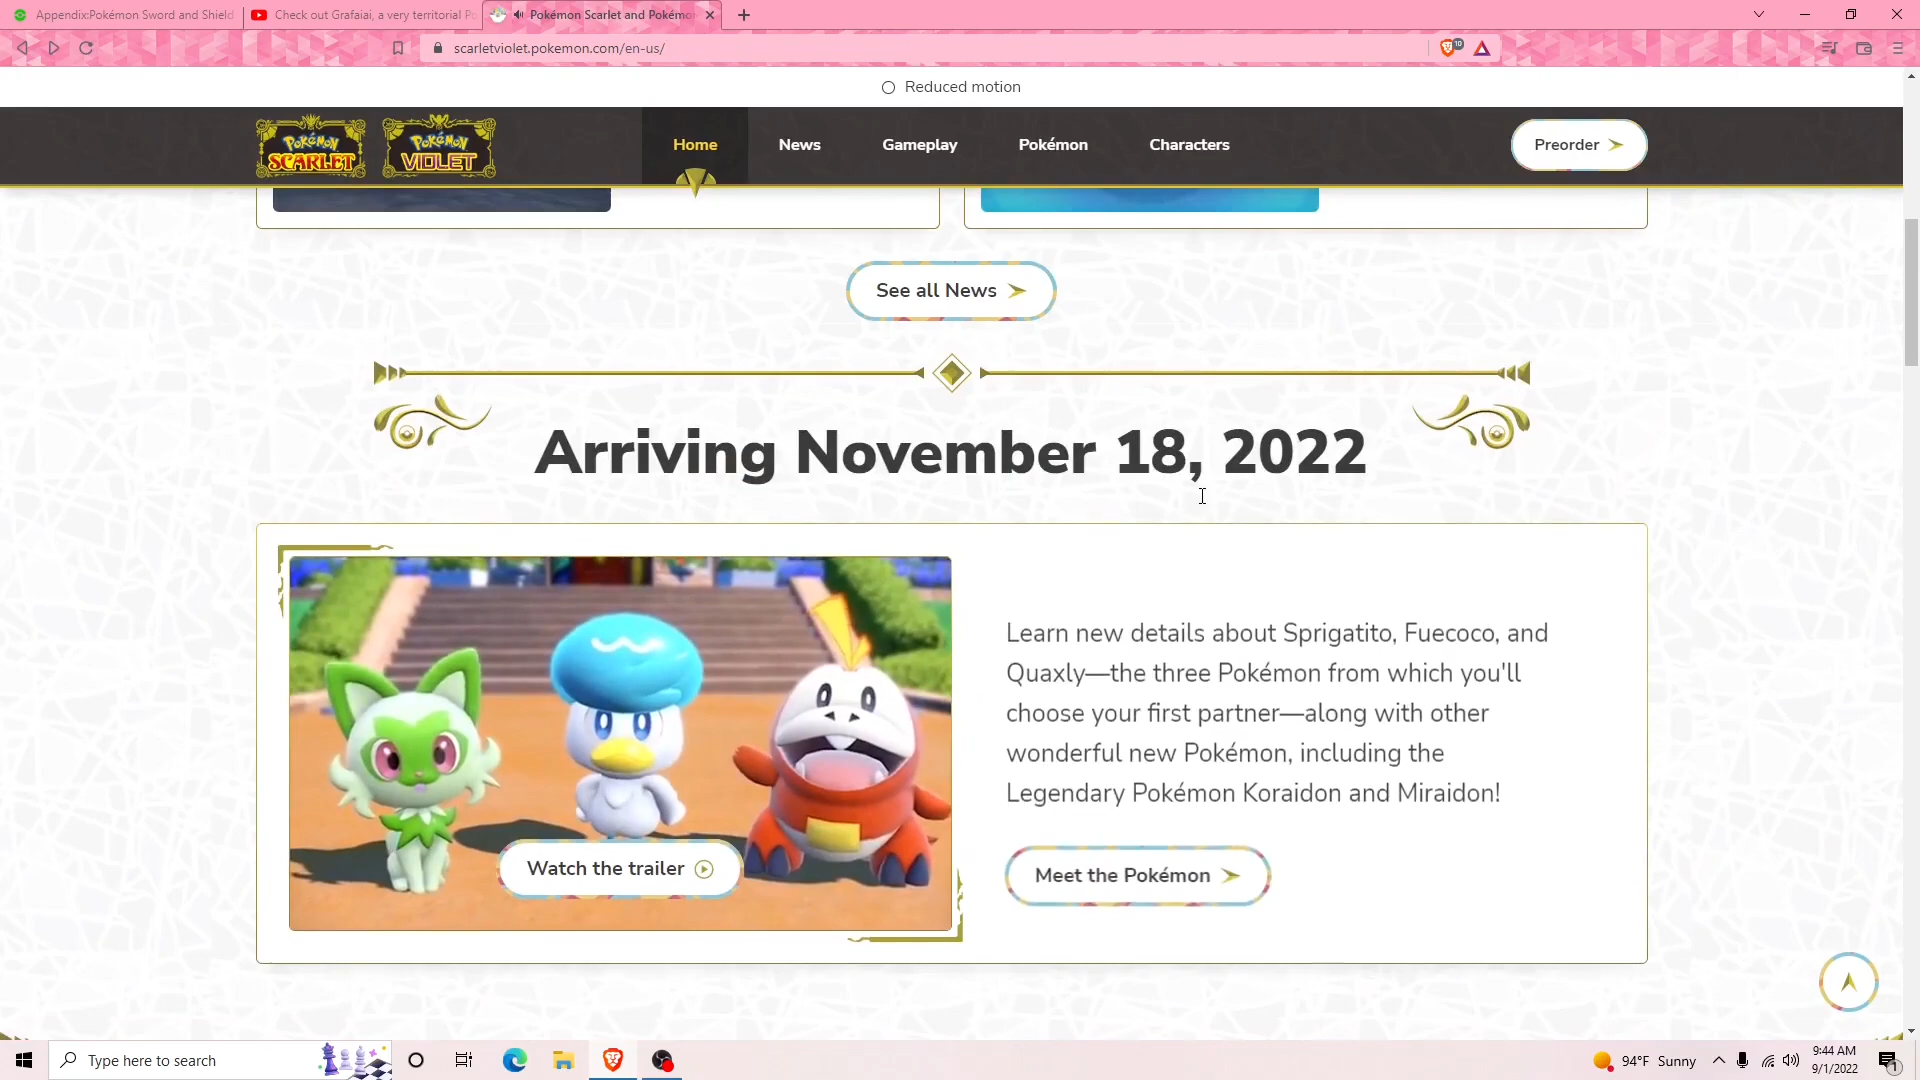 Appendix:Pokémon Sword and Shield
Check out Grafaiai, a very territorial Po
Pokémon Scarlet and Pokémo
scarletviolet.pokemon.com/en-us/
10
Reduced motion
POKÉMON SCARLET
POKÉMON VIOLET
Home
News
Gameplay
Pokémon
Characters
Preorder
See all News
Arriving November 18, 2022
Learn new details about Sprigatito, Fuecoco, and
Quaxly—the three Pokémon from which you'll
choose your first partner—along with other
wonderful new Pokémon, including the
Legendary Pokémon Koraidon and Miraidon!
Watch the trailer
Meet the Pokémon
Type here to search
94°F Sunny
9:44 AM
9/1/2022
1